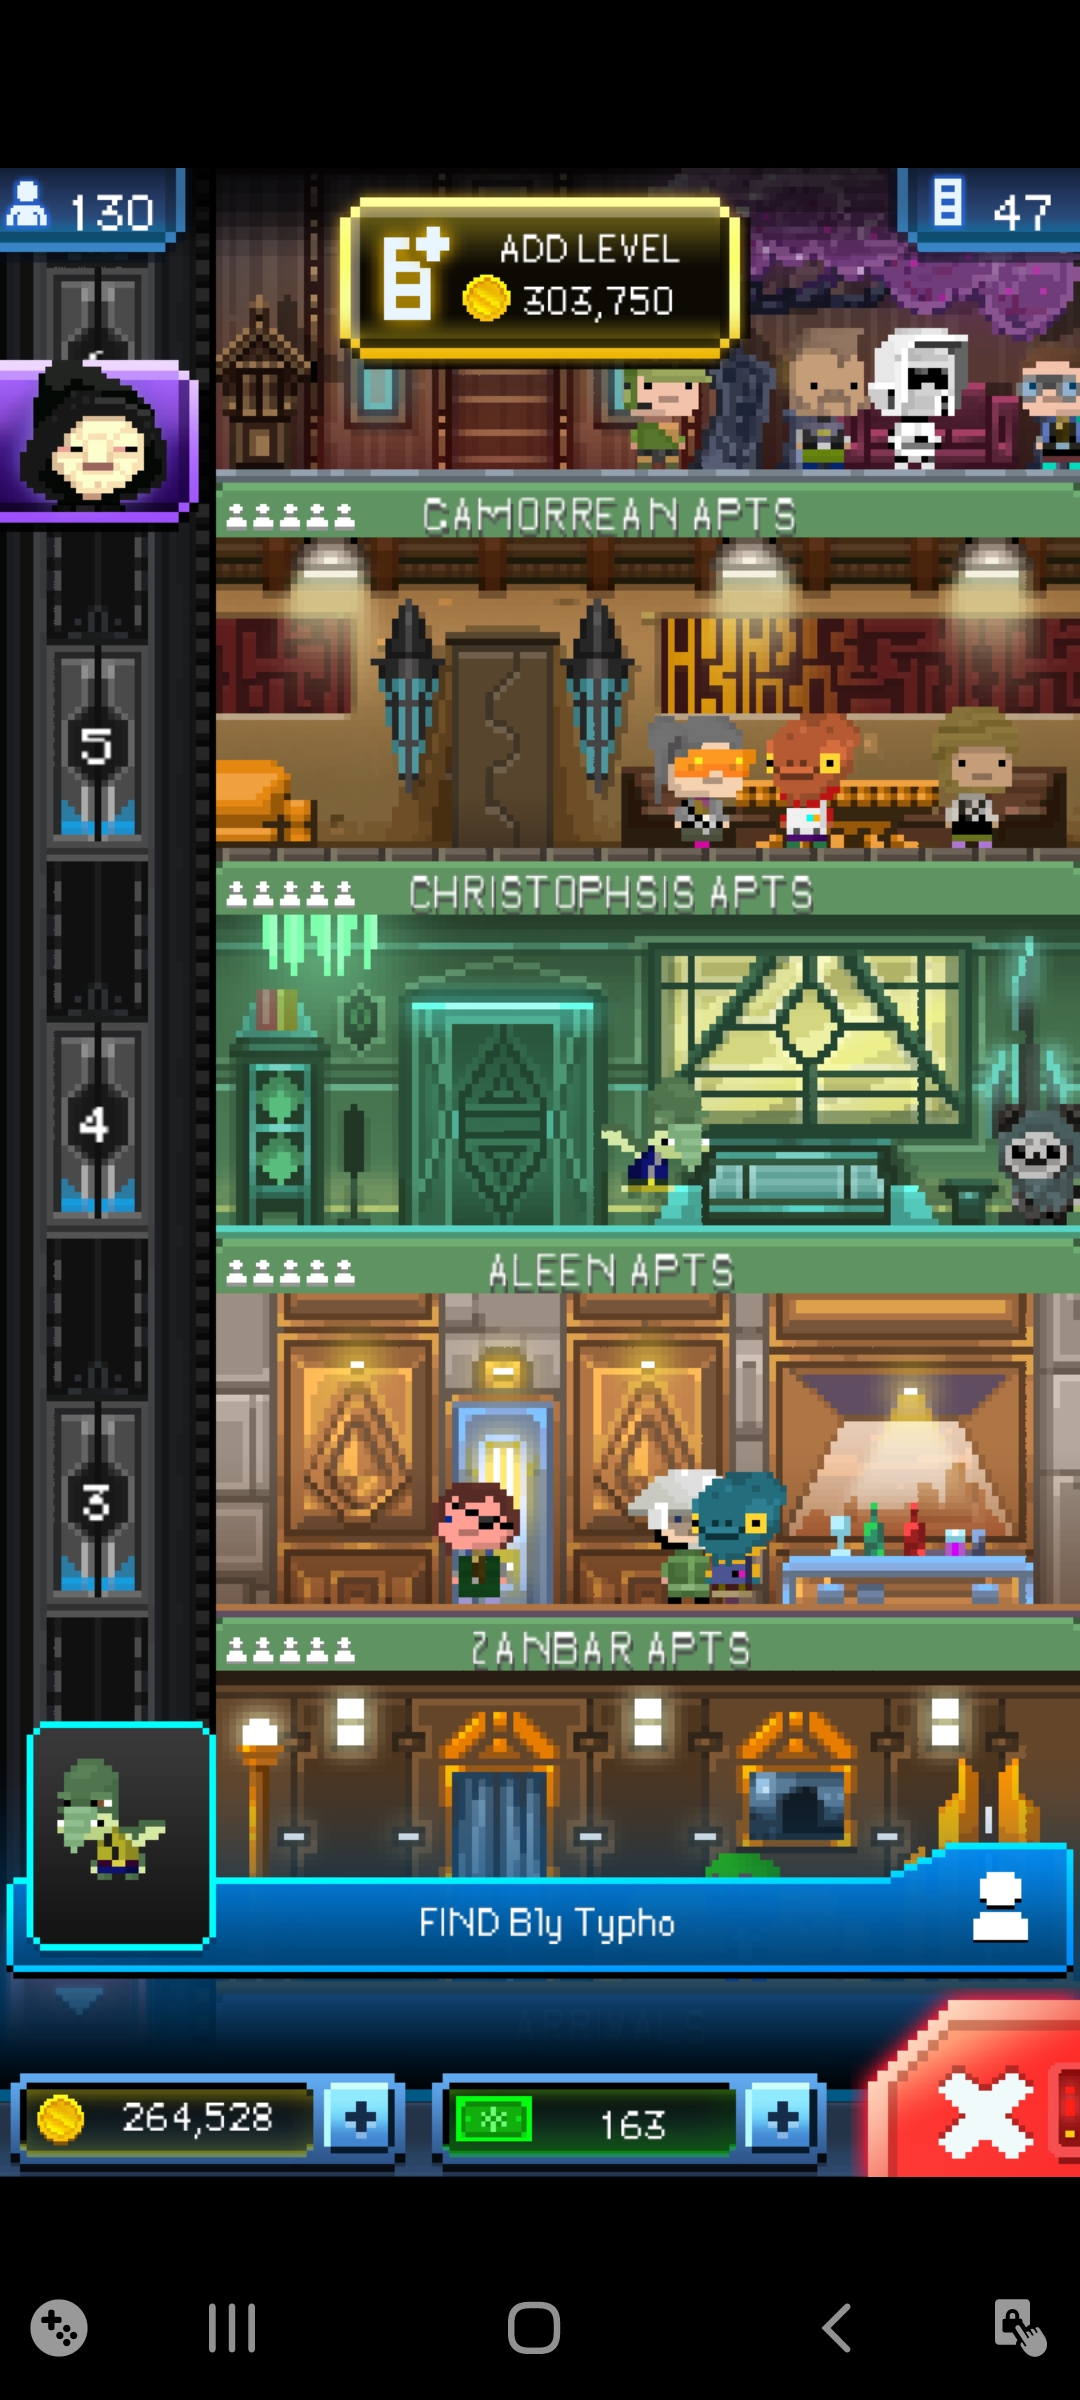 130
ADD LEVEL
303,750
47
CAMORREAN APTS
5
CHRISTOPHSIS APTS
4
ALEEN APTS
3
ZANBAR APTS
FIND Bly Typho
ARRIVALS
264,528
163